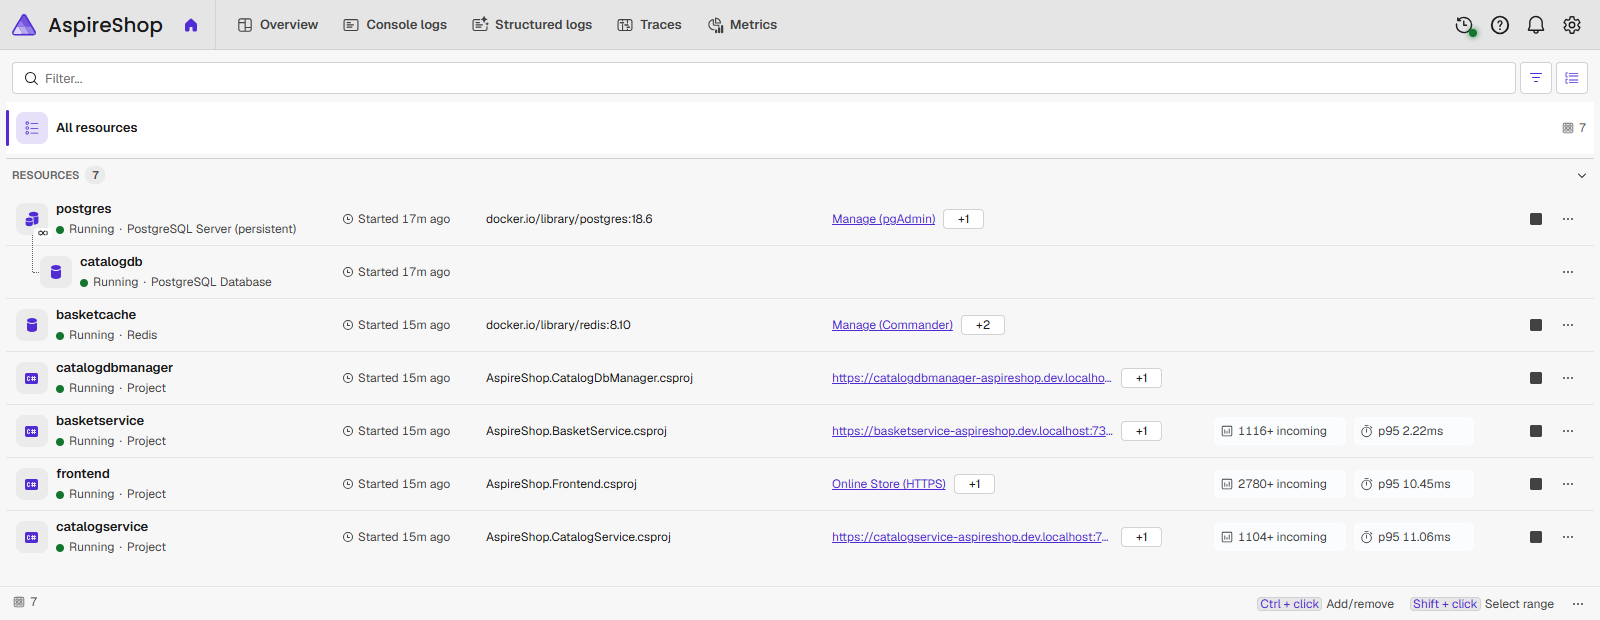 AspireShop
Overview
Console logs
Structured logs
Traces
Metrics
Filter...
All resources
7
RESOURCES 7
postgres
Running · PostgreSQL Server (persistent)
Started 17m ago
docker.io/library/postgres:18.6
Manage (pgAdmin)
+1
catalogdb
Running · PostgreSQL Database
Started 17m ago
basketcache
Running · Redis
Started 15m ago
docker.io/library/redis:8.10
Manage (Commander)
+2
C#
catalogdbmanager
Running · Project
Started 15m ago
AspireShop.CatalogDbManager.csproj
https://catalogdbmanager-aspireshop.dev.localho...
+1
C#
basketservice
Running · Project
Started 15m ago
AspireShop.BasketService.csproj
https://basketservice-aspireshop.dev.localhost:73...
+1
1116+ incoming
p95 2.22ms
C#
frontend
Running · Project
Started 15m ago
AspireShop.Frontend.csproj
Online Store (HTTPS)
+1
2780+ incoming
p95 10.45ms
C#
catalogservice
Running · Project
Started 15m ago
AspireShop.CatalogService.csproj
https://catalogservice-aspireshop.dev.localhost:7...
+1
1104+ incoming
p95 11.06ms
7
Ctrl + click Add/remove
Shift + click Select range